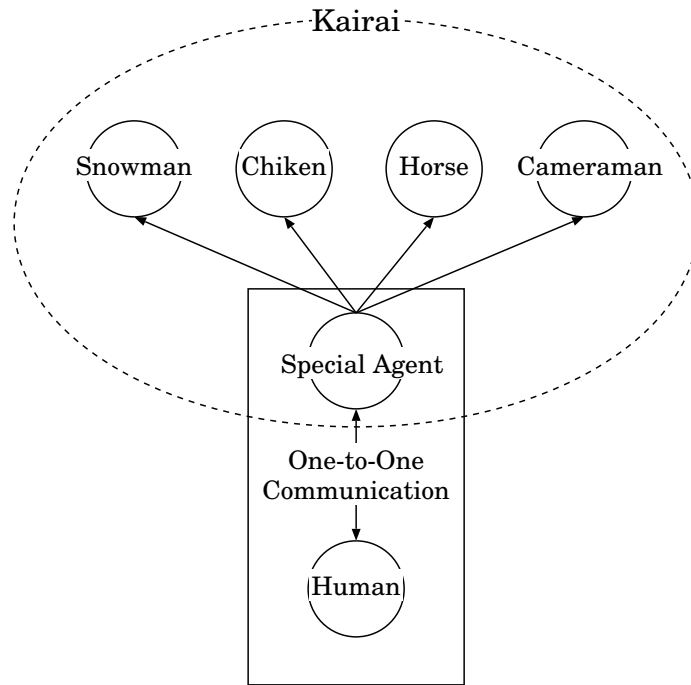 Kairai
Snowman
Chiken
Horse
Cameraman
Special Agent
One-to-One
Communication
Human